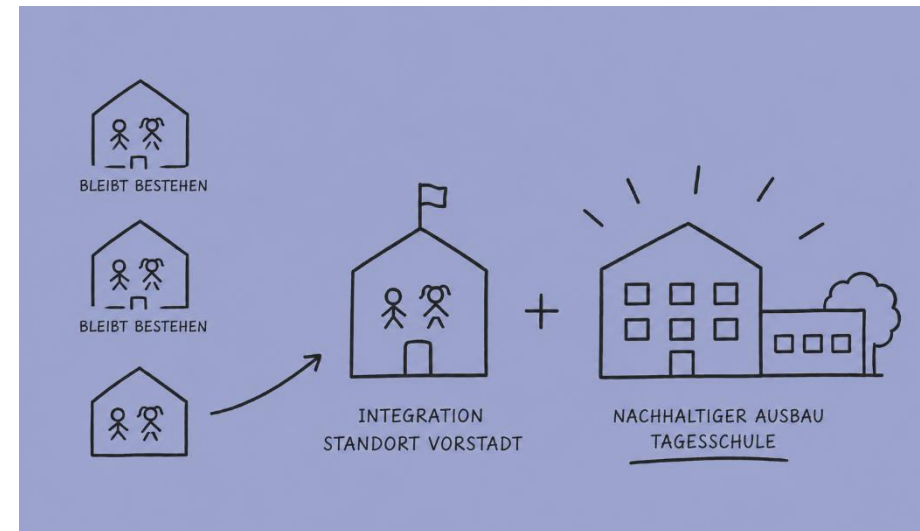 BLEIBT BESTEHEN
BLEIBT BESTEHEN
INTEGRATION
STANDORT VORSTADT
NACHHALTIGER AUSBAU
TAGESSCHULE